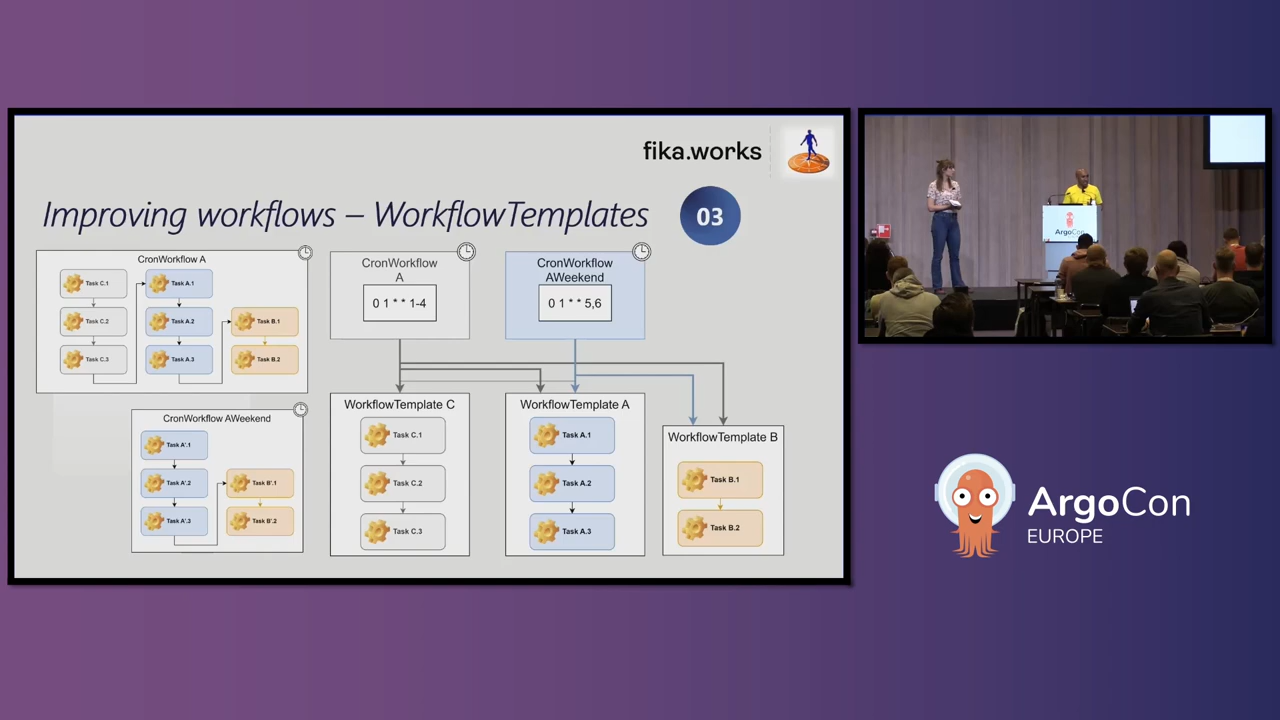 fika.works
Improving workflows – WorkflowTemplates
03
CronWorkflow A
Task C.1
Task C.2
Task C.3
Task A.1
Task A.2
Task A.3
Task B.1
Task B.2
CronWorkflow AWeekend
Task A'.1
Task A'.2
Task A'.3
Task B'.1
Task B'.2
CronWorkflow
A
0 1 * * 1-4
CronWorkflow
AWeekend
0 1 * * 5,6
WorkflowTemplate C
Task C.1
Task C.2
Task C.3
WorkflowTemplate A
Task A.1
Task A.2
Task A.3
WorkflowTemplate B
Task B.1
Task B.2
ArgoCon
ArgoCon
EUROPE